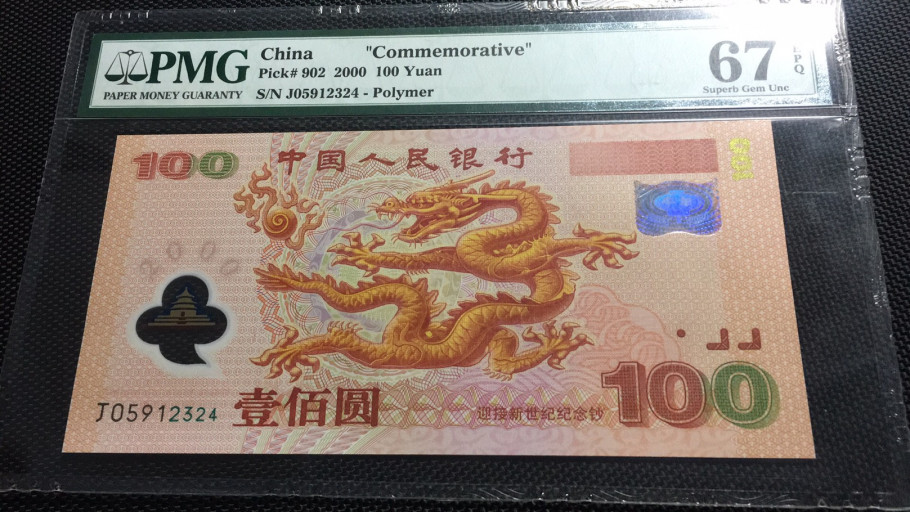 PMG
PAPER MONEY GUARANTY
China "Commemorative"
Pick# 902 2000 100 Yuan
S/N J05912324 - Polymer
67 EPQ
Superb Gem Unc
100 中国人民银行
2000
J05912324
壹佰圆
迎接新世纪纪念钞
100